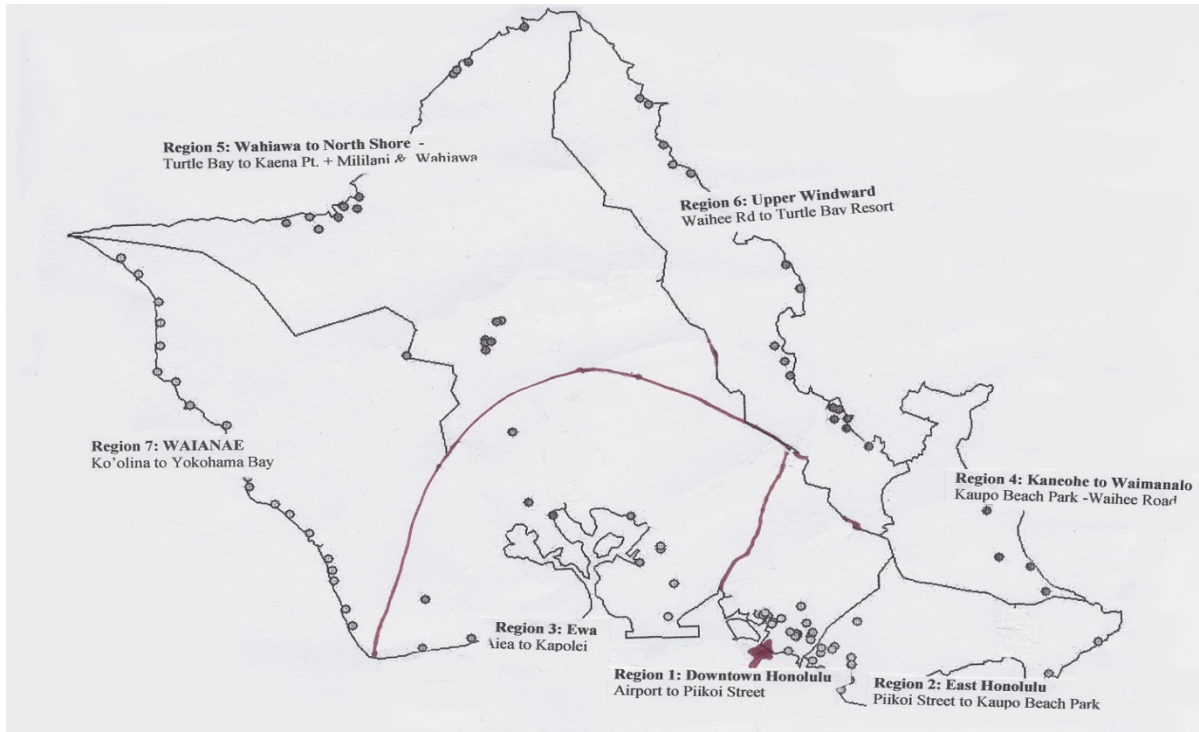 Region 5: Wahiawa to North Shore -
Turtle Bay to Kaena Pt. + Mililani & Wahiawa
Region 6: Upper Windward
Waihee Rd to Turtle Bay Resort
Region 7: WAIANAE
Ko'olina to Yokohama Bay
Region 4: Kaneohe to Waimanalo
Kaupo Beach Park -Waihee Road
Region 3: Ewa
Aiea to Kapolei
Region 1: Downtown Honolulu
Airport to Piikoi Street
Region 2: East Honolulu
Piikoi Street to Kaupo Beach Park